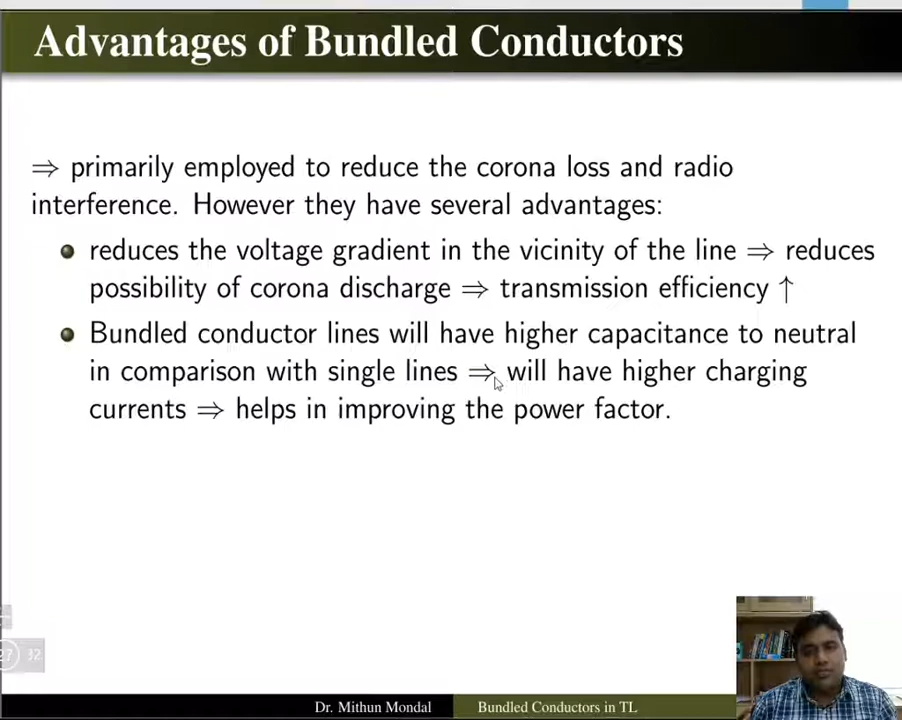 Advantages of Bundled Conductors
⇒ primarily employed to reduce the corona loss and radio
interference. However they have several advantages:
reduces the voltage gradient in the vicinity of the line ⇒ reduces
possibility of corona discharge ⇒ transmission efficiency ↑
Bundled conductor lines will have higher capacitance to neutral
in comparison with single lines ⇒ will have higher charging
currents ⇒ helps in improving the power factor.
27 32
Dr. Mithun Mondal Bundled Conductors in TL